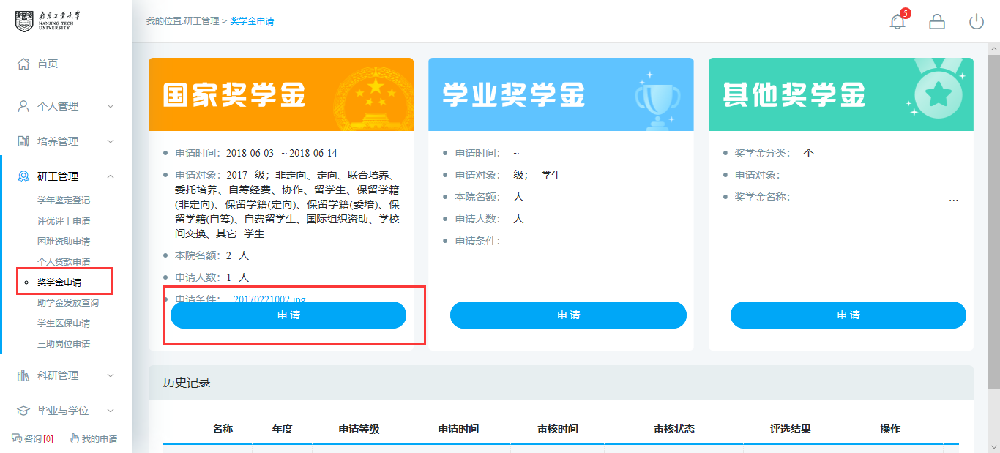 南京工业大学
NANJING TECH
UNIVERSITY
首页
个人管理
培养管理
研工管理
学年鉴定登记
评优评干申请
困难资助申请
个人贷款申请
奖学金申请
助学金发放查询
学生医保申请
三助岗位申请
科研管理
毕业与学位
咨询[0]
我的申请
我的位置:研工管理 > 奖学金申请
5
国家奖学金
申请时间: 2018-06-03 ~ 2018-06-14
申请对象: 2017 级; 非定向、定向、联合培养、
委托培养、自筹经费、协作、留学生、保留学籍
(非定向)、保留学籍(定向)、保留学籍(委培)、保
留学籍(自筹)、自费留学生、国际组织资助、学校
间交换、其它 学生
本院名额: 2 人
申请人数: 1 人
申请条件: 20170221002.jpg
申 请
学业奖学金
申请时间: ~
申请对象: 级; 学生
本院名额: 人
申请人数: 人
申请条件:
申 请
其他奖学金
奖学金分类: 个
申请对象:
奖学金名称: ...
申 请
历史记录
名称 年度 申请等级 申请时间 审核时间 审核状态 评选结果 操作